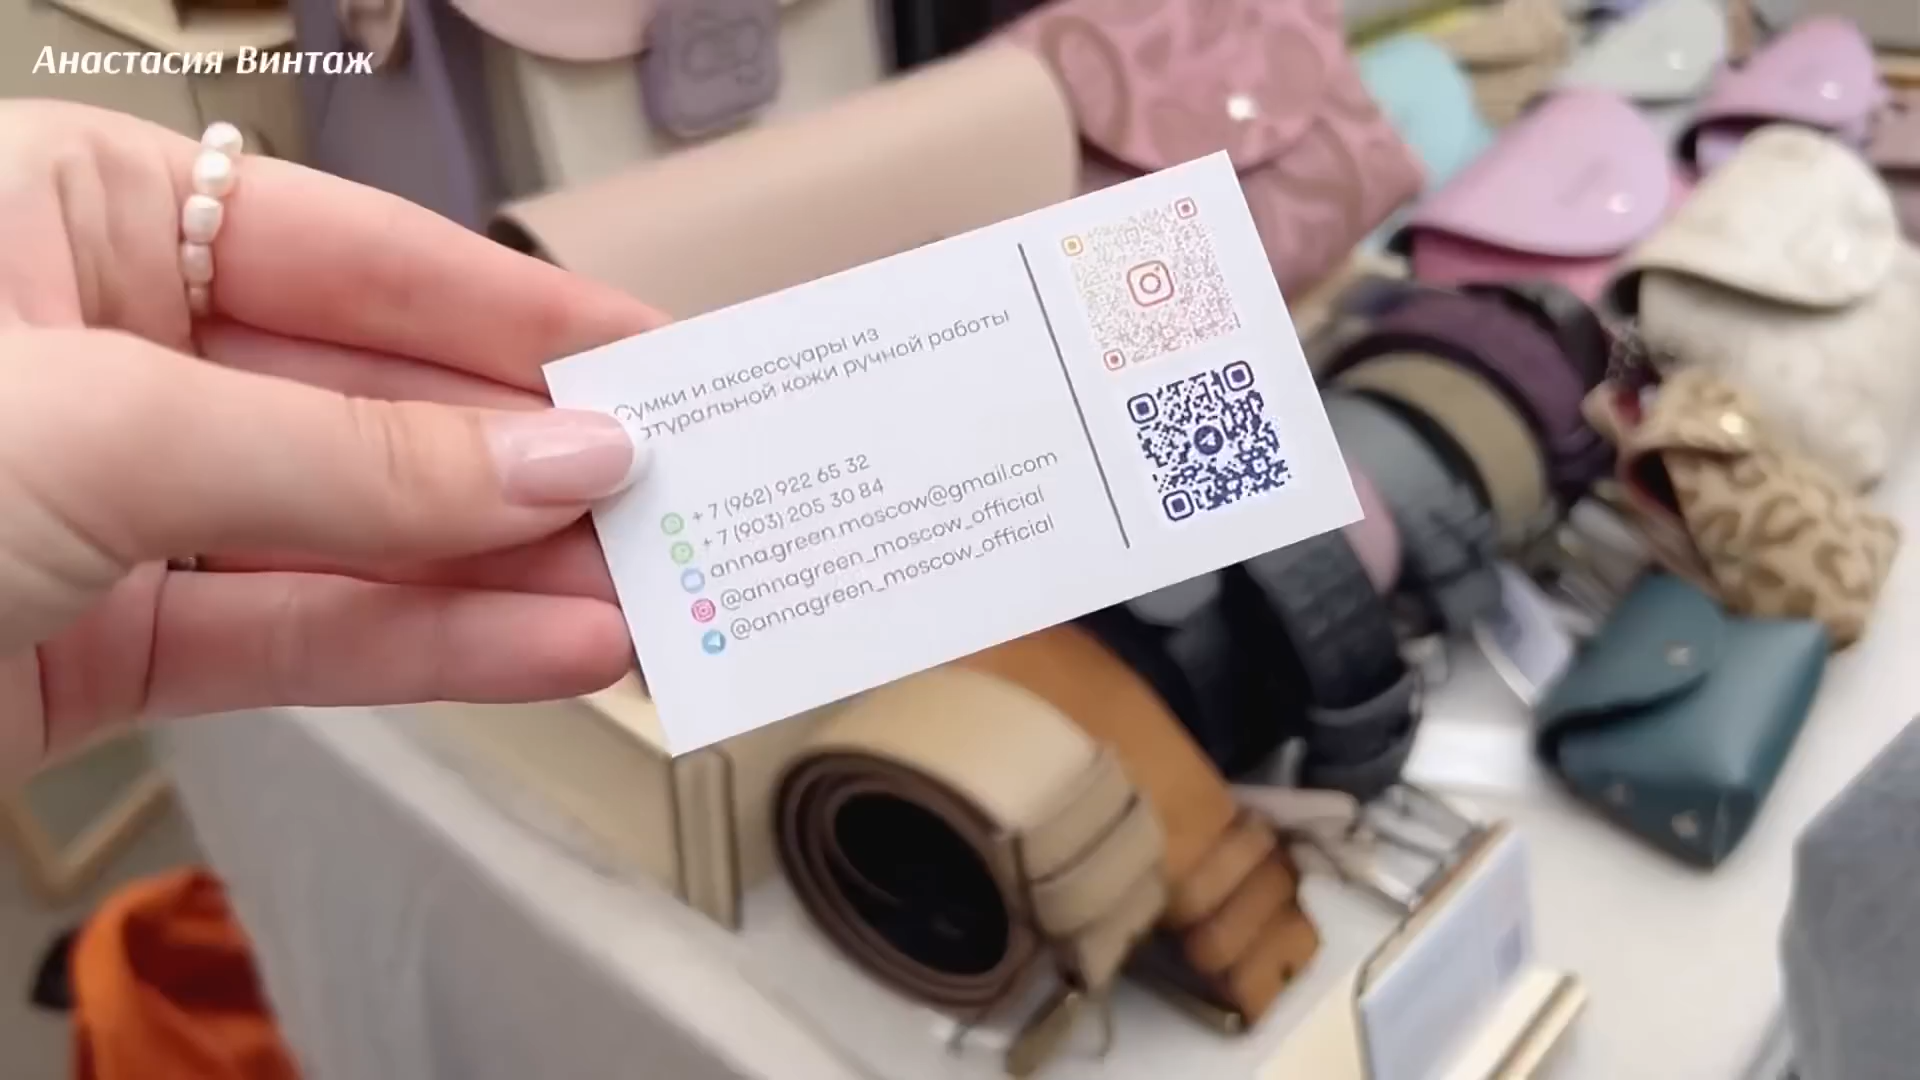 Анастасия Винтаж
Сумки и аксессуары из
натуральной кожи ручной работы
+ 7 (962) 922 65 32
+ 7 (903) 205 30 84
anna.green.moscow@gmail.com
@annagreen_moscow_official
@annagreen_moscow_official